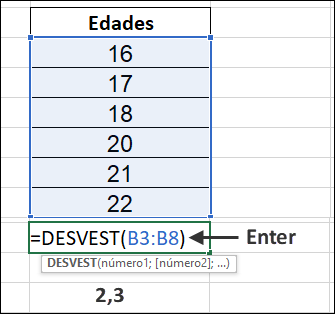 Edades
16
17
18
20
21
22
=DESVEST(B3:B8) Enter
DESVEST(número1; [número2]; ...)
2,3